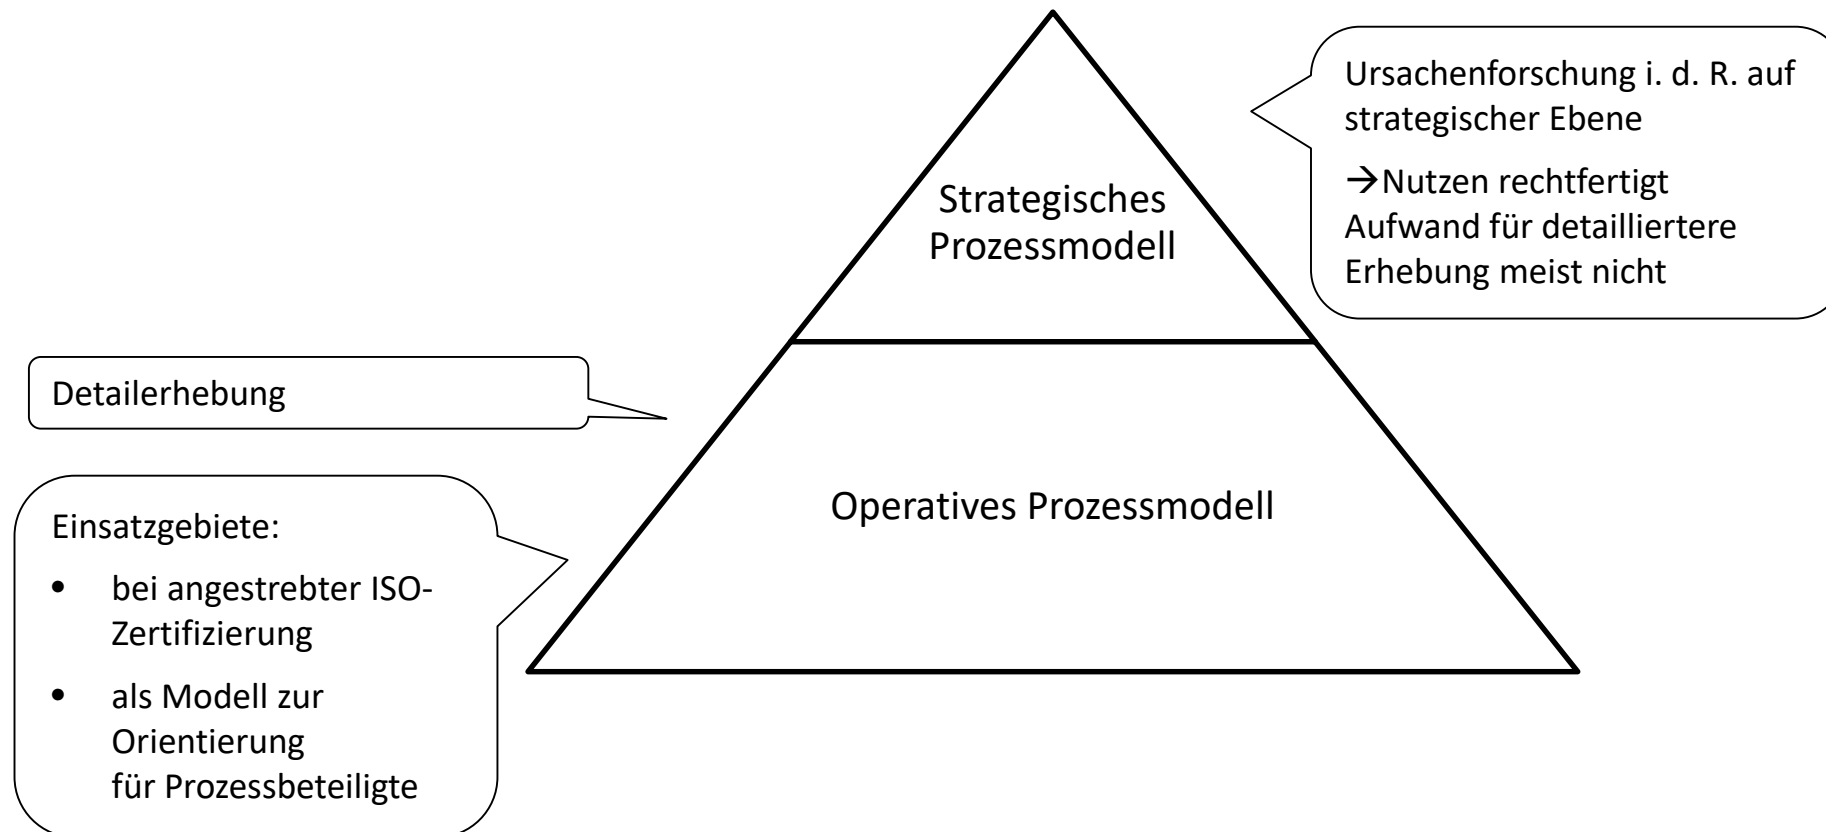 Ursachenforschung i. d. R. auf
strategischer Ebene
→Nutzen rechtfertigt
Aufwand für detailliertere
Erhebung meist nicht
Strategisches
Prozessmodell
Detailerhebung
Operatives Prozessmodell
Einsatzgebiete:
• bei angestrebter ISO-
Zertifizierung
• als Modell zur
Orientierung
für Prozessbeteiligte